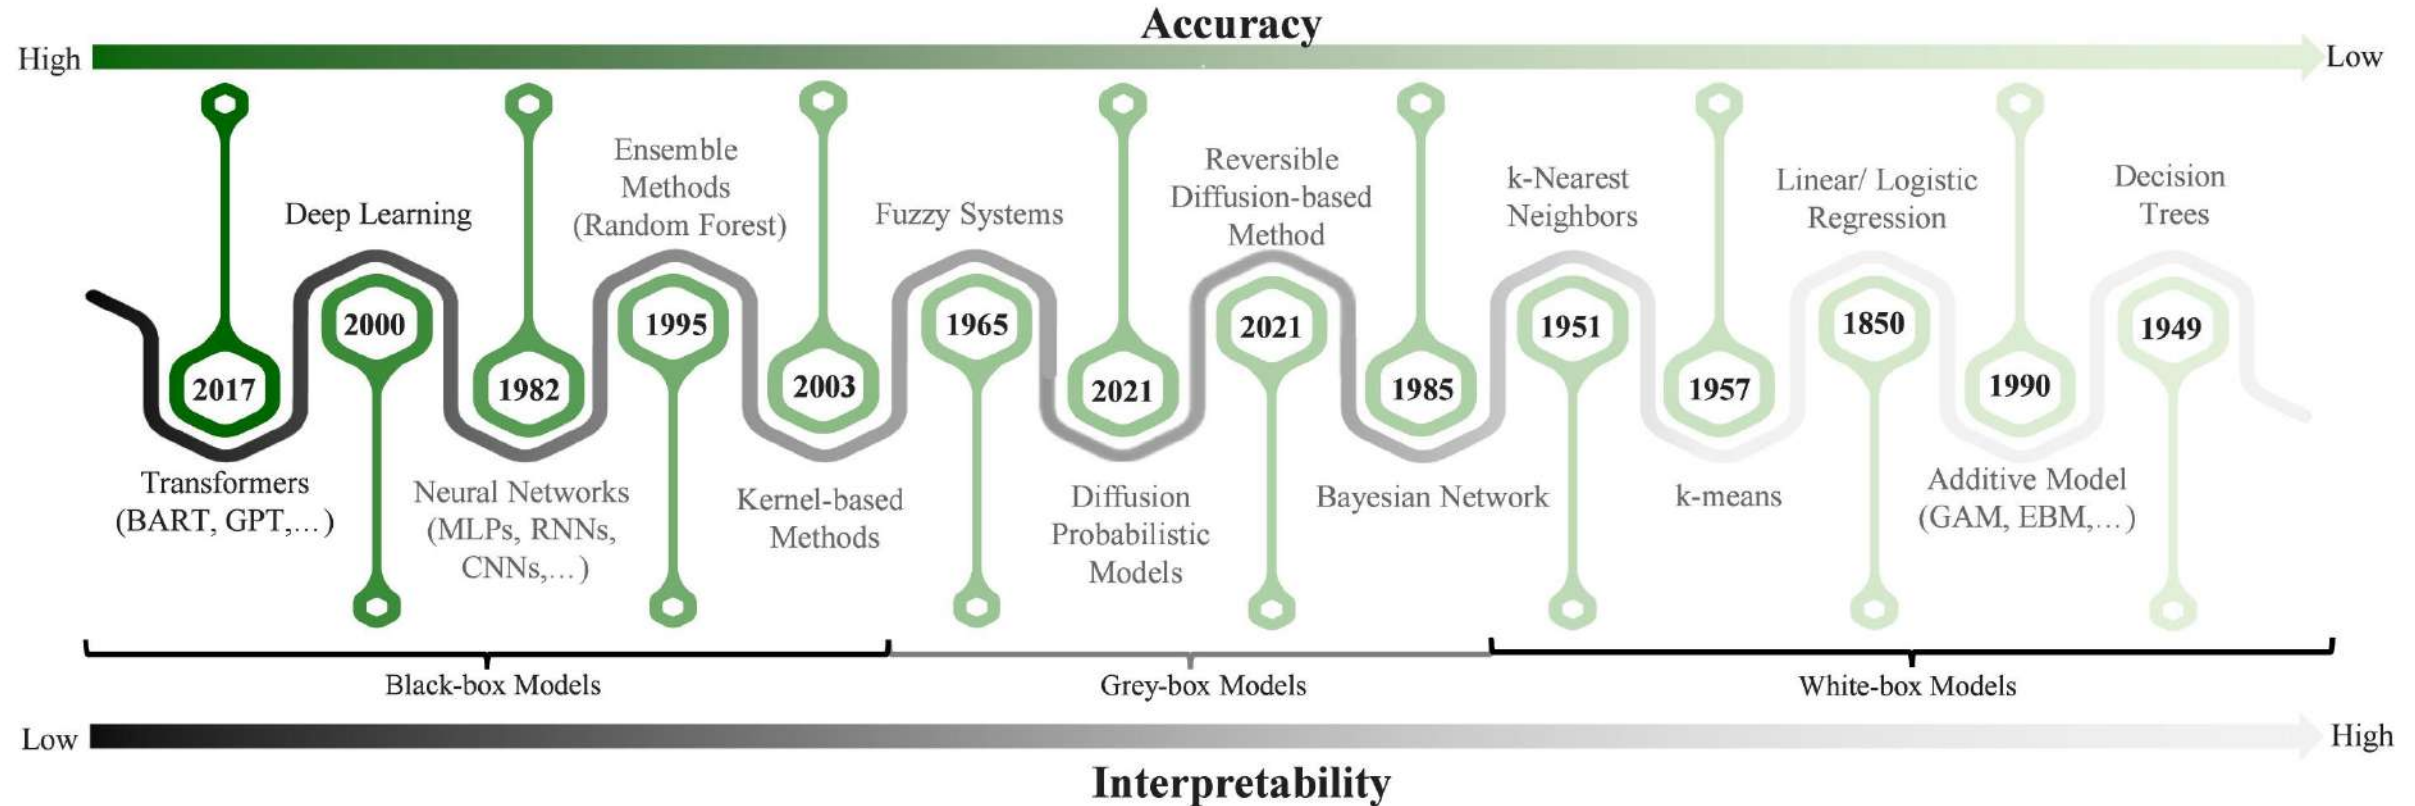 Accuracy
High
Low
Ensemble
Methods
(Random Forest)
Deep Learning
Fuzzy Systems
Reversible
Diffusion-based
Method
k-Nearest
Neighbors
Linear/ Logistic
Regression
Decision
Trees
2017
2000
1982
1995
2003
1965
2021
2021
1985
1951
1957
1850
1990
1949
Transformers
(BART, GPT,...)
Neural Networks
(MLPs, RNNs,
CNNs,...)
Kernel-based
Methods
Diffusion
Probabilistic
Models
Bayesian Network
k-means
Additive Model
(GAM, EBM,...)
Black-box Models
Grey-box Models
White-box Models
Low
High
Interpretability